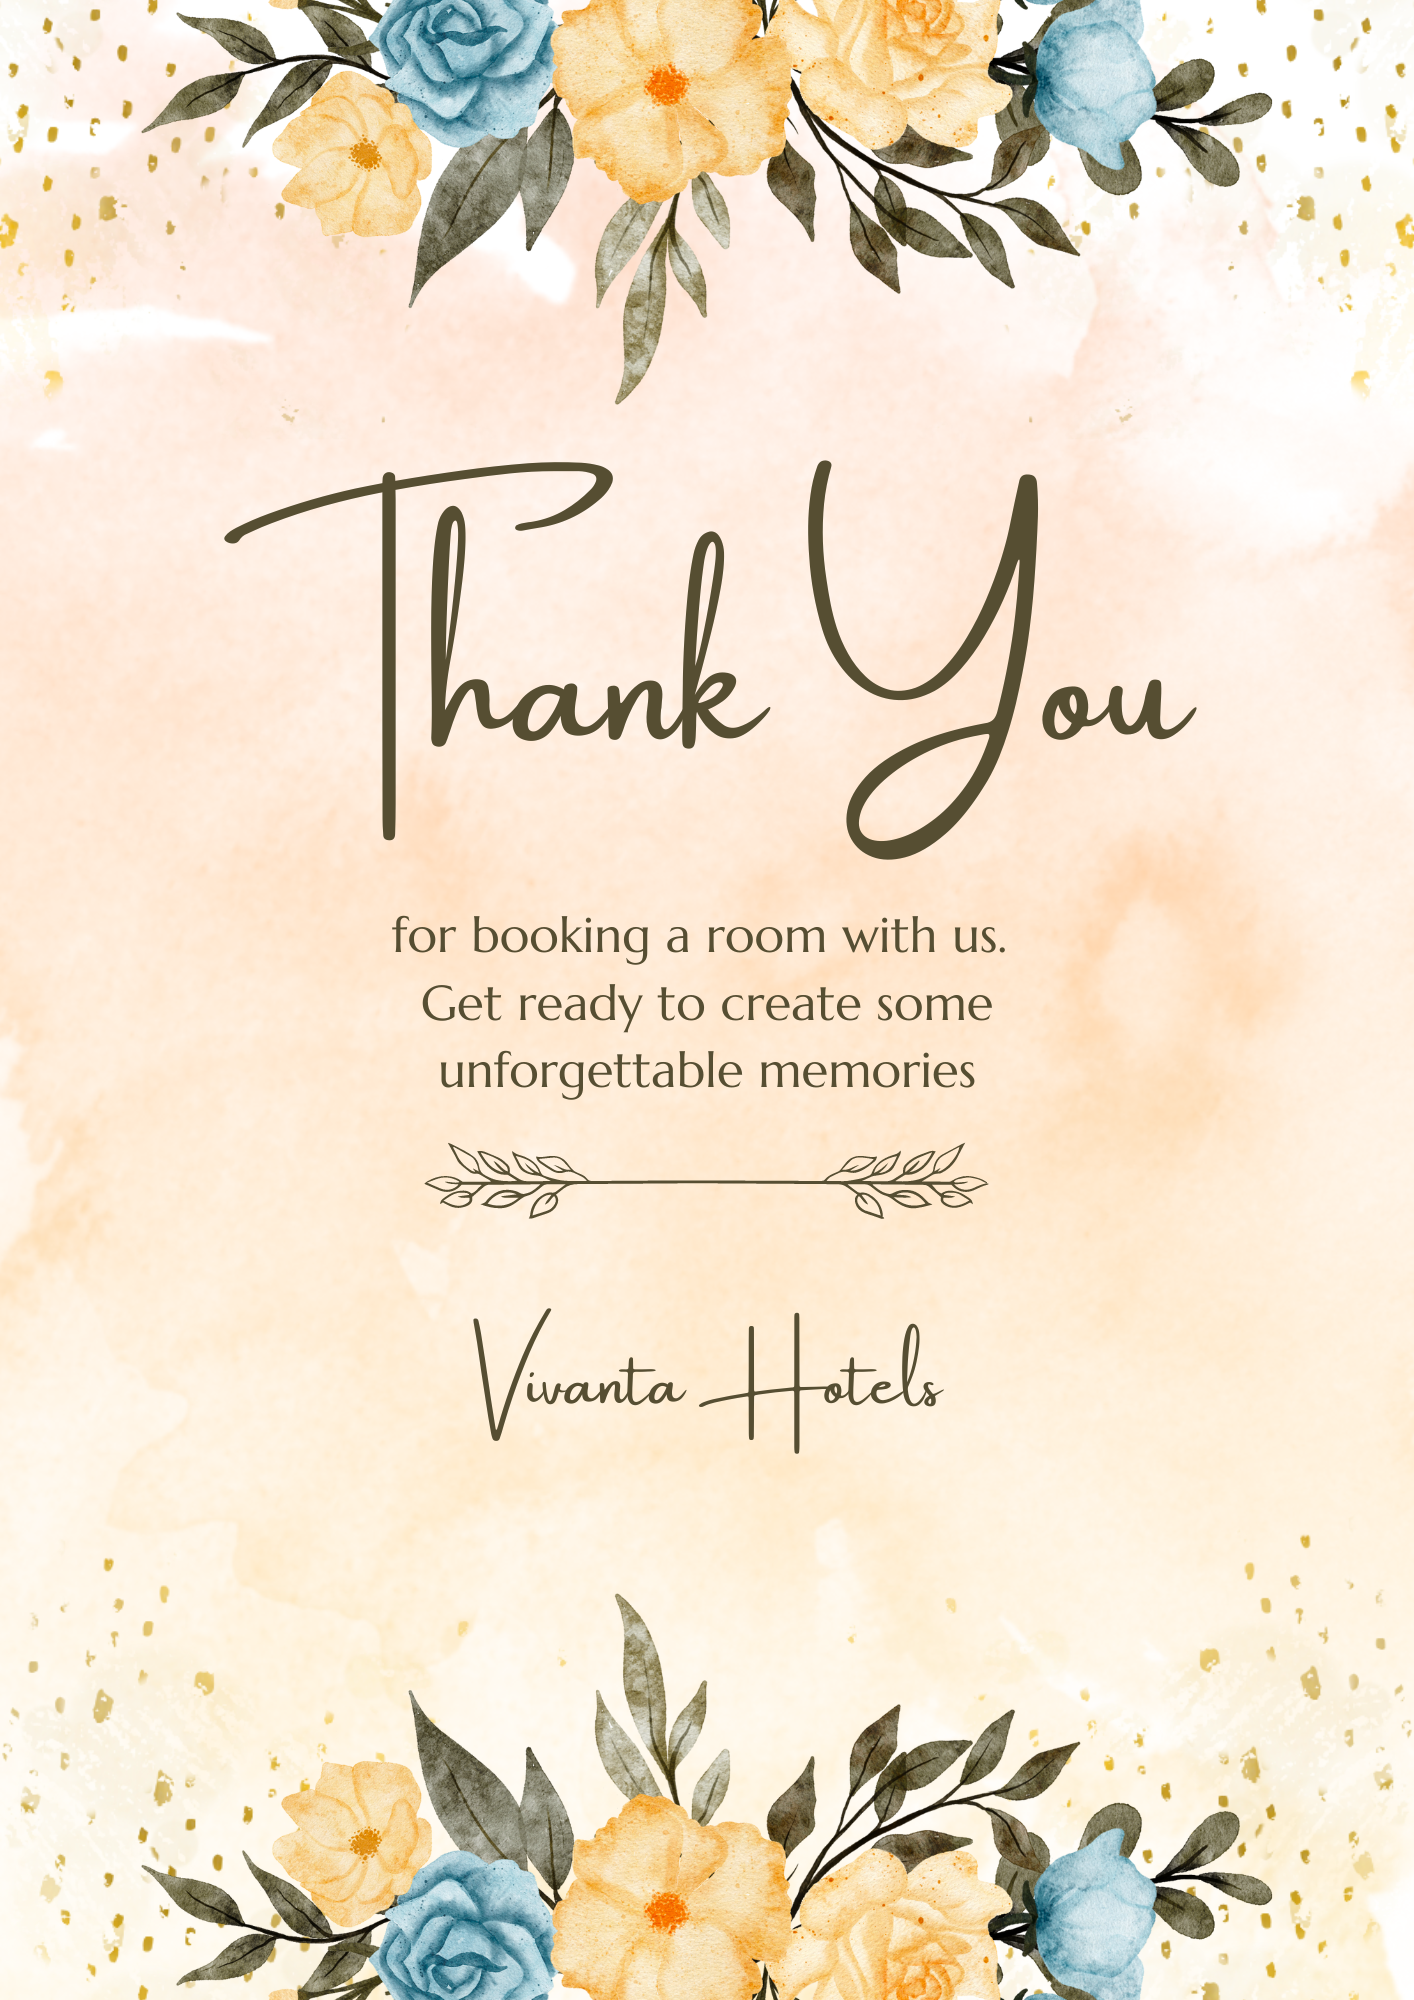 Thank You
for booking a room with us.
Get ready to create some
unforgettable memories
Vivanta Hotels